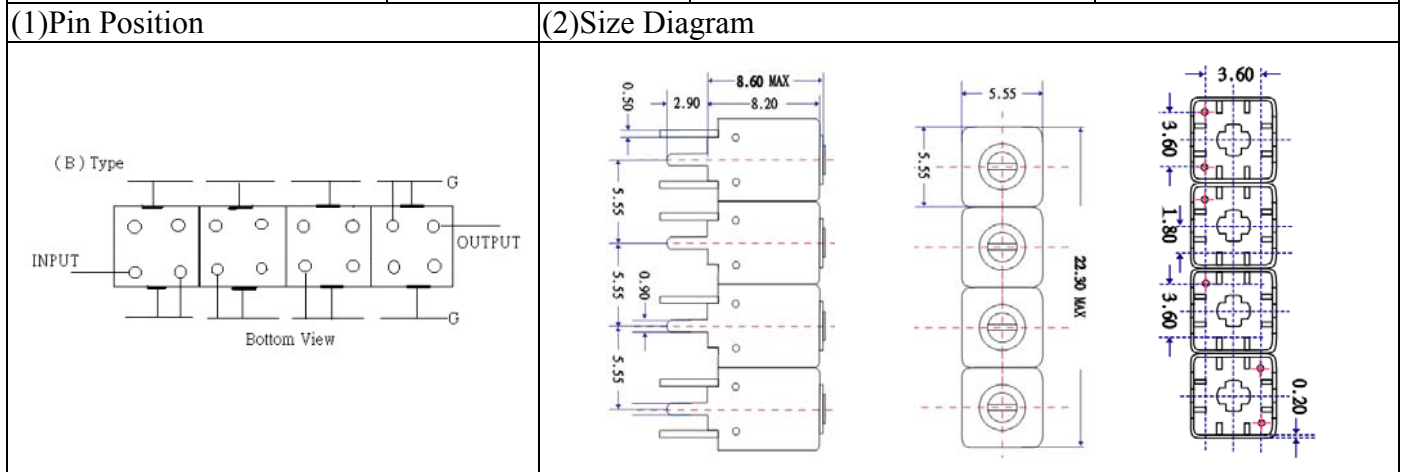 (1)Pin Position
(2)Size Diagram
( B ) Type
G
INPUT
OUTPUT
G
Bottom View
8.60 MAX
2.90
8.20
0.50
5.55
5.55
0.90
5.55
5.55
5.55
22.30 MAX
3.60
3.60
1.80
3.60
0.20